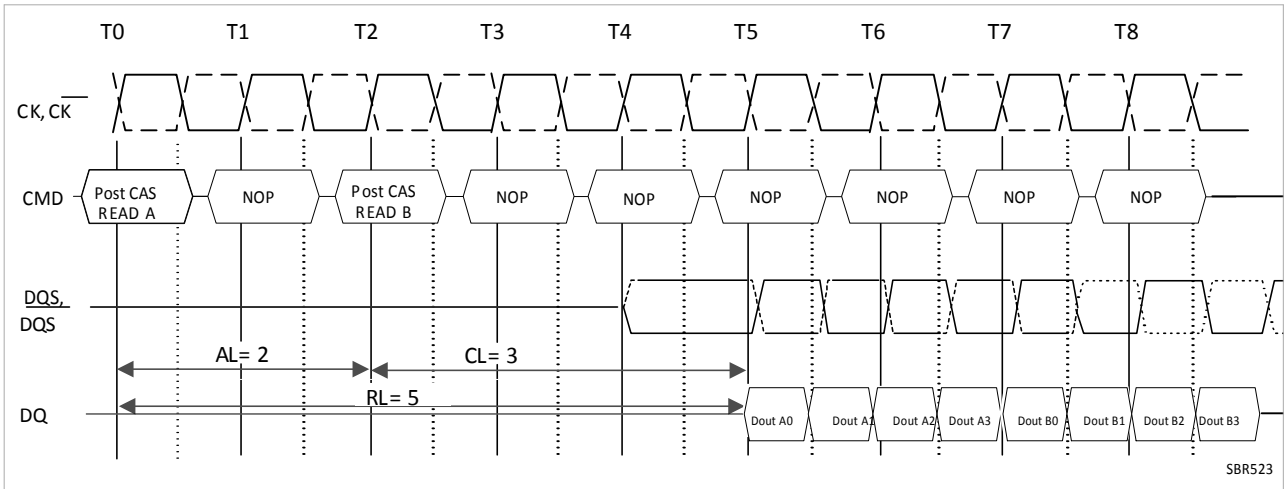 T0 T1 T2 T3 T4 T5 T6 T7 T8
CK, C̅K̅
CMD
Post CAS
READ A
NOP
Post CAS
READ B
NOP
NOP
NOP
NOP
NOP
NOP
DQS,
D̅Q̅S̅
AL= 2
CL= 3
RL= 5
DQ
Dout A0 Dout A1 Dout A2 Dout A3 Dout B0 Dout B1 Dout B2 Dout B3
SBR523